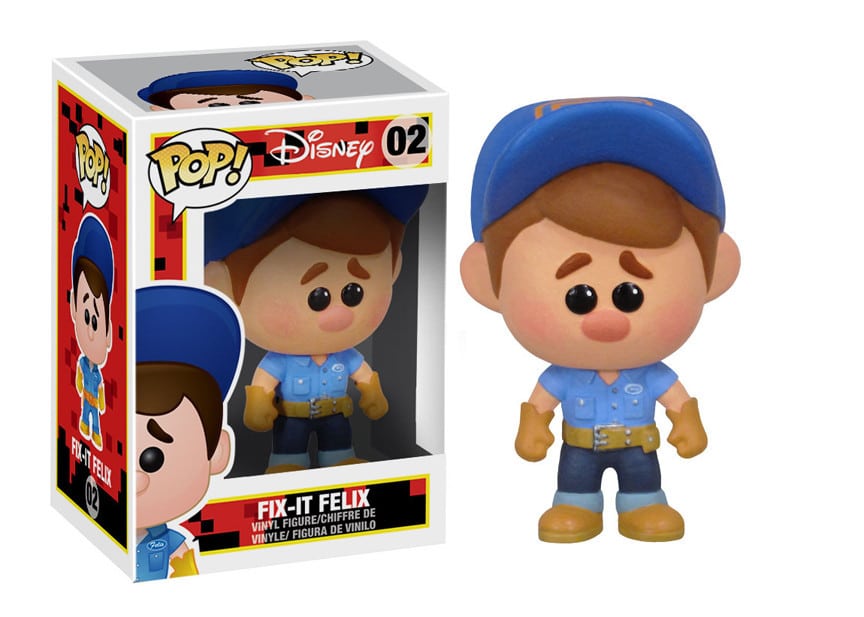 POP!
POP!
DISNEY
02
POP!
FIX-IT FELIX
02
Felix
FIX-IT FELIX
VINYL FIGURE/CHIFFRE DE
VINYLE/ FIGURA DE VINILO